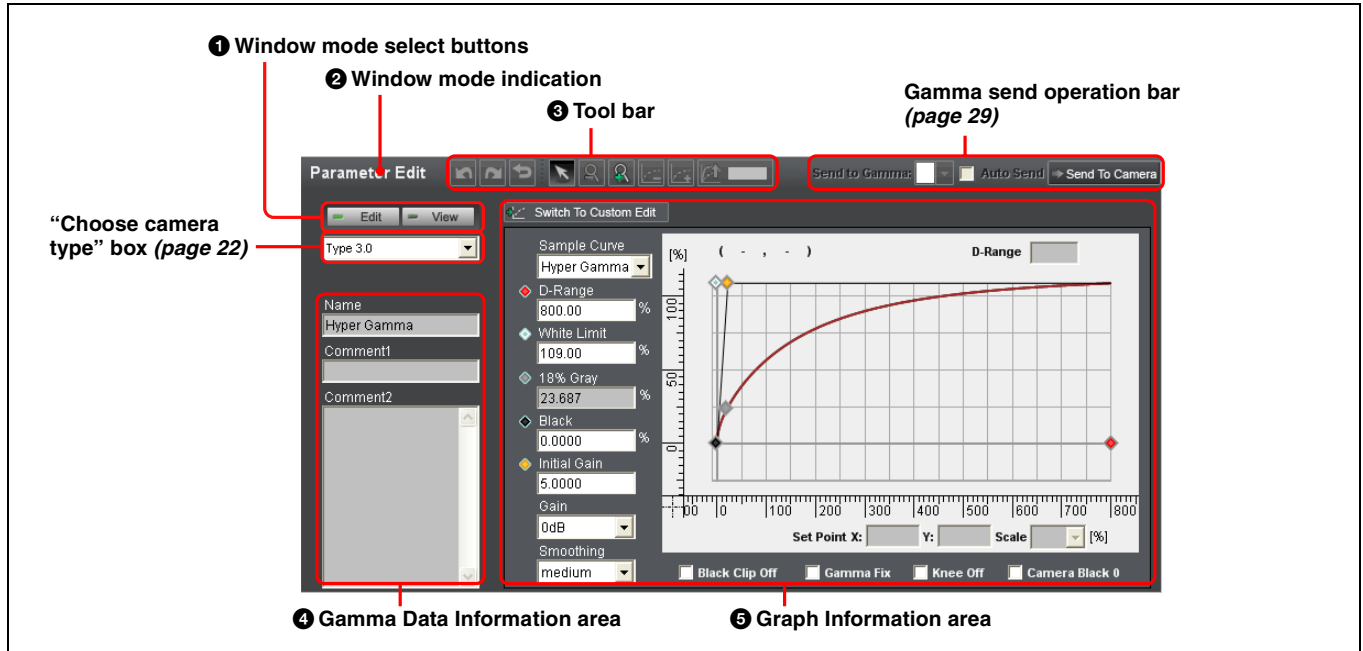 ❶ Window mode select buttons
❷ Window mode indication
❸ Tool bar
Gamma send operation bar
(page 29)
Parameter Edit
Send to Gamma:
Auto Send
Send To Camera
“Choose camera
type” box (page 22)
Edit
View
Type 3.0
Name
Hyper Gamma
Comment1
Comment2
Switch To Custom Edit
Sample Curve
Hyper Gamma
D-Range
800.00 %
White Limit
109.00 %
18% Gray
23.687 %
Black
0.0000 %
Initial Gain
5.0000
Gain
0dB
Smoothing
medium
[%] ( - , - ) D-Range
100
50
0
00 0 100 200 300 400 500 600 700 800
Set Point X: Y: Scale [%]
Black Clip Off Gamma Fix Knee Off Camera Black 0
❹ Gamma Data Information area
❺ Graph Information area